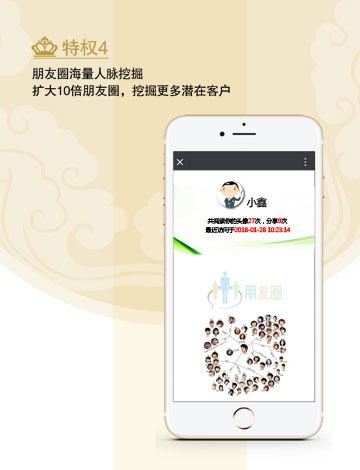 特权4
朋友圈海量人脉挖掘
扩大10倍朋友圈，挖掘更多潜在客户
小鑫
共阅读你的头像27次，分享9次
最近访问于2018-01-28 10:23:14
朋友圈